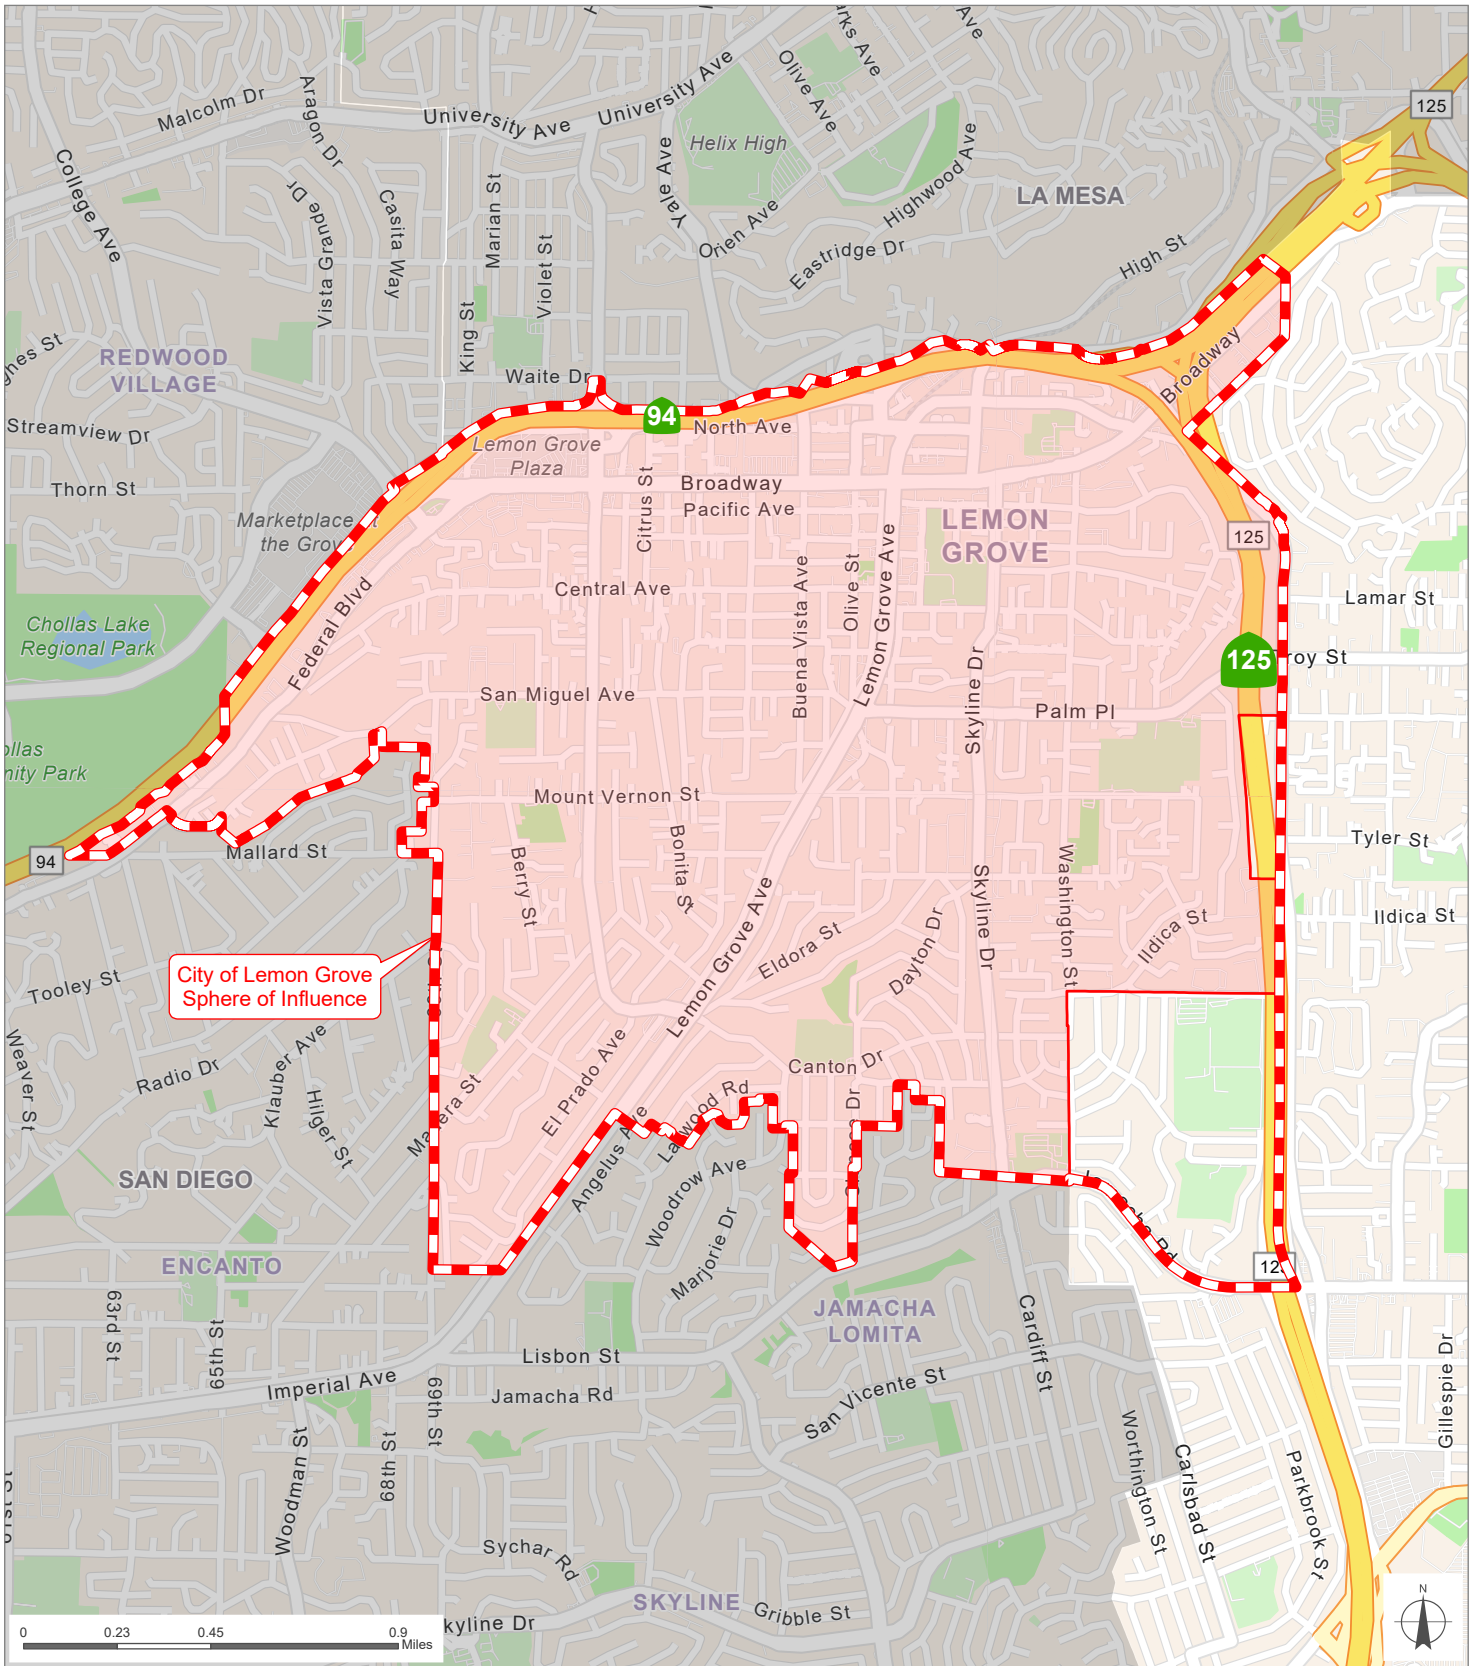 125
Malcolm Dr
Aragon Dr
University Ave
University Ave
Olive Ave
Ave
Helix High
Yale Ave
Highwood Ave
LA MESA
College Ave
Vista Grande Dr
Casita Way
Marian St
Violet St
Orien Ave
Eastridge Dr
High St
King St
REDWOOD
VILLAGE
Waite Dr
Broadway
94
North Ave
Streamview Dr
Lemon Grove
Plaza
Thorn St
Citrus St
Broadway
Pacific Ave
Marketplace
the Grove
LEMON
GROVE
125
Federal Blvd
Central Ave
Buena Vista Ave
Olive St
Lemon Grove Ave
Lamar St
Chollas Lake
Regional Park
125
Troy St
San Miguel Ave
Skyline Dr
Palm Pl
nity Park
Mount Vernon St
94
Mallard St
Berry St
Bonita St
Washington St
Tyler St
Skyline Dr
Ildica St
Ildica St
Lemon Grove Ave
Eldora St
Dayton Dr
City of Lemon Grove
Sphere of Influence
Tooley St
Weaver St
Radio Dr
Klauber Ave
Hilger St
El Prado Ave
Canton Dr
Angelus Ave
Woodrow Ave
Marjorie Dr
SAN DIEGO
ENCANTO
JAMACHA
LOMITA
63rd St
65th St
Lisbon St
Cardiff St
Imperial Ave
69th St
Jamacha Rd
San Vicente St
Gillespie Dr
Woodman St
68th St
Worthington St
Carlsbad St
Parkbrook St
Sychar Rd
SKYLINE
Gribble St
kyline Dr
0 0.23 0.45 0.9
Miles
N